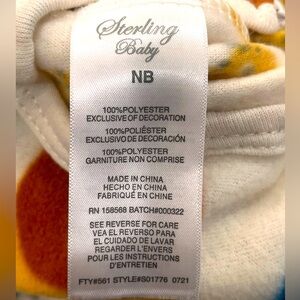 Sterling
Baby
NB
100%POLYESTER
EXCLUSIVE OF DECORATION
100%POLIÉSTER
EXCLUSIVO DE DECORACIÓN
100%POLYESTER
GARNITURE NON COMPRISE
MADE IN CHINA
HECHO EN CHINA
FABRIQUÉ EN CHINE
RN 158568 BATCH#000322
SEE REVERSE FOR CARE
VEA EL REVERSO PARA
EL CUIDADO DE LAVAR
REGARDER L'ENVERS
POUR LES INSTRUCTIONS
D'ENTRETIEN
FTY#561 STYLE#S01776 0721